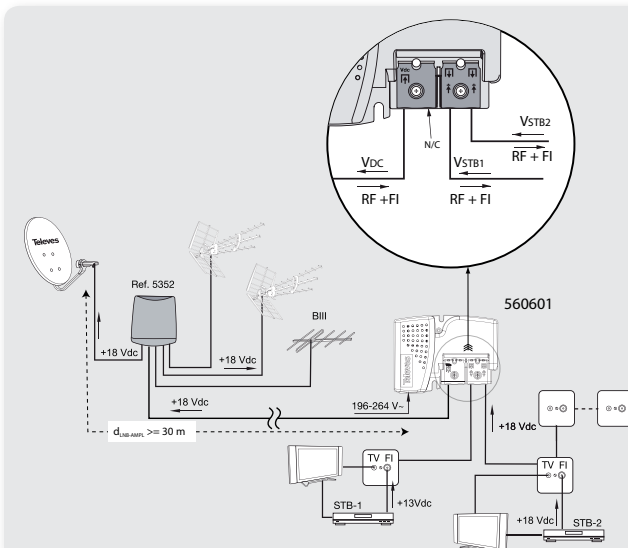 Vdc
VSTB2
RF + FI
N/C
VDC
VSTB1
RF +FI
RF + FI
Televes
Ref. 5352
BIII
560601
+18 Vdc
+18 Vdc
Televes
+18 Vdc
196-264 V~
+18 Vdc
dLNB-AMPL >= 30 m
TV FI
TV FI
STB-1
+13Vdc
+18 Vdc
STB-2